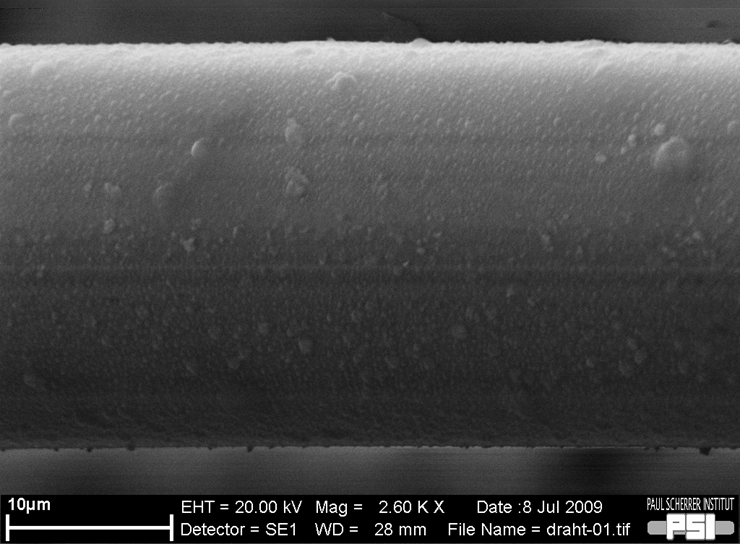 10µm
EHT = 20.00 kV Mag = 2.60 K X Date :8 Jul 2009
Detector = SE1 WD = 28 mm File Name = draht-01.tif
PAUL SCHERRER INSTITUT
PSI